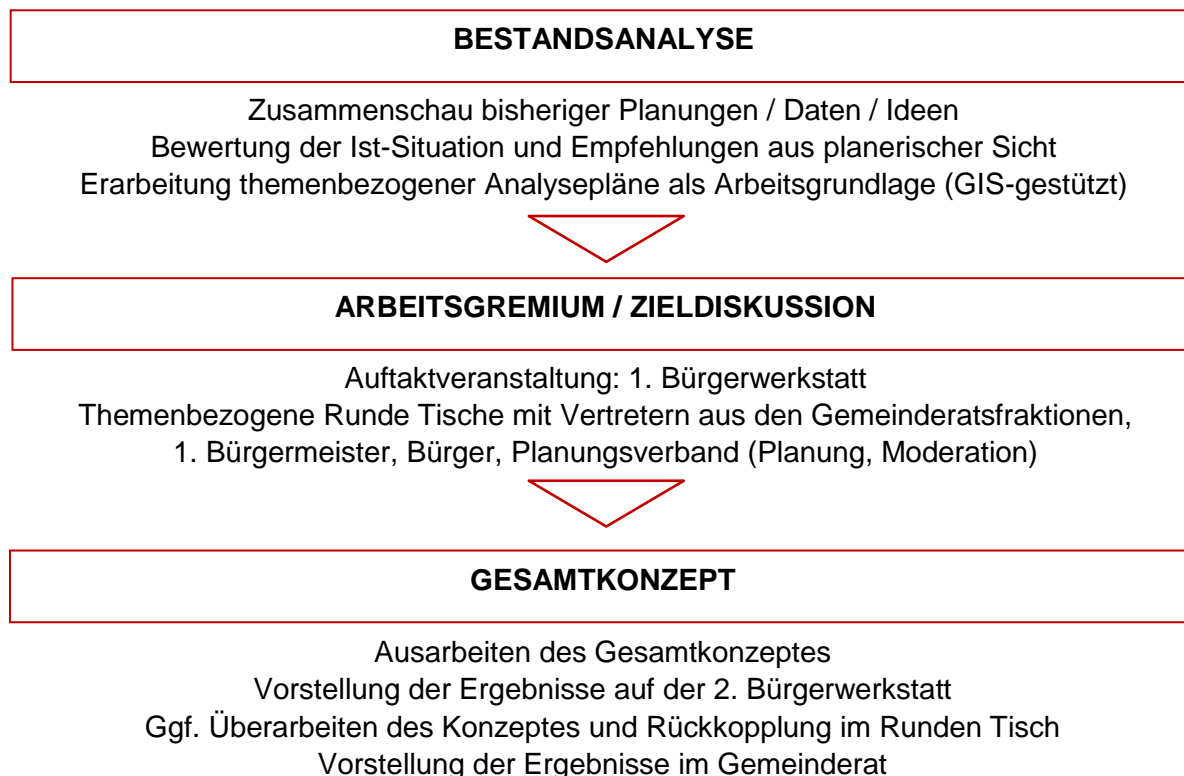 BESTANDSANALYSE
Zusammenschau bisheriger Planungen / Daten / Ideen
Bewertung der Ist-Situation und Empfehlungen aus planerischer Sicht
Erarbeitung themenbezogener Analysepläne als Arbeitsgrundlage (GIS-gestützt)
ARBEITSGREMIUM / ZIELDISKUSSION
Auftaktveranstaltung: 1. Bürgerwerkstatt
Themenbezogene Runde Tische mit Vertretern aus den Gemeinderatsfraktionen,
1. Bürgermeister, Bürger, Planungsverband (Planung, Moderation)
GESAMTKONZEPT
Ausarbeiten des Gesamtkonzeptes
Vorstellung der Ergebnisse auf der 2. Bürgerwerkstatt
Ggf. Überarbeiten des Konzeptes und Rückkopplung im Runden Tisch
Vorstellung der Ergebnisse im Gemeinderat